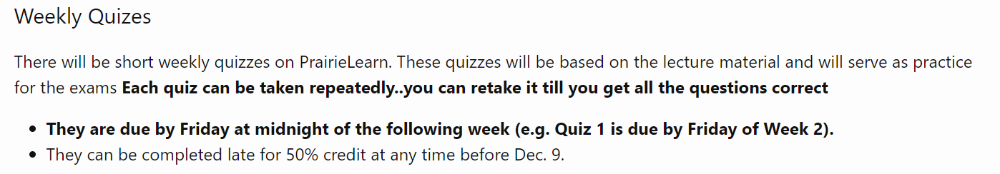 Weekly Quizes
There will be short weekly quizzes on PrairieLearn. These quizzes will be based on the lecture material and will serve as practice
for the exams Each quiz can be taken repeatedly..you can retake it till you get all the questions correct
• They are due by Friday at midnight of the following week (e.g. Quiz 1 is due by Friday of Week 2).
• They can be completed late for 50% credit at any time before Dec. 9.